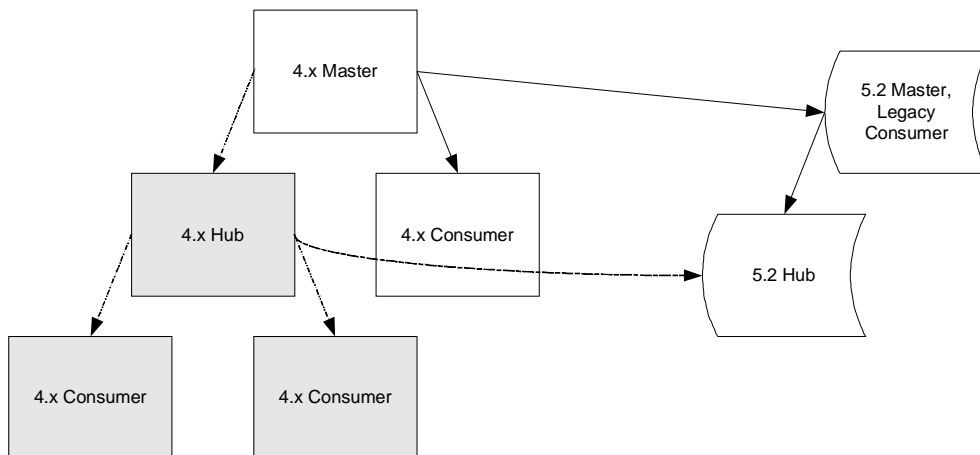 4.x Master
5.2 Master,
Legacy
Consumer
4.x Hub
4.x Consumer
5.2 Hub
4.x Consumer
4.x Consumer